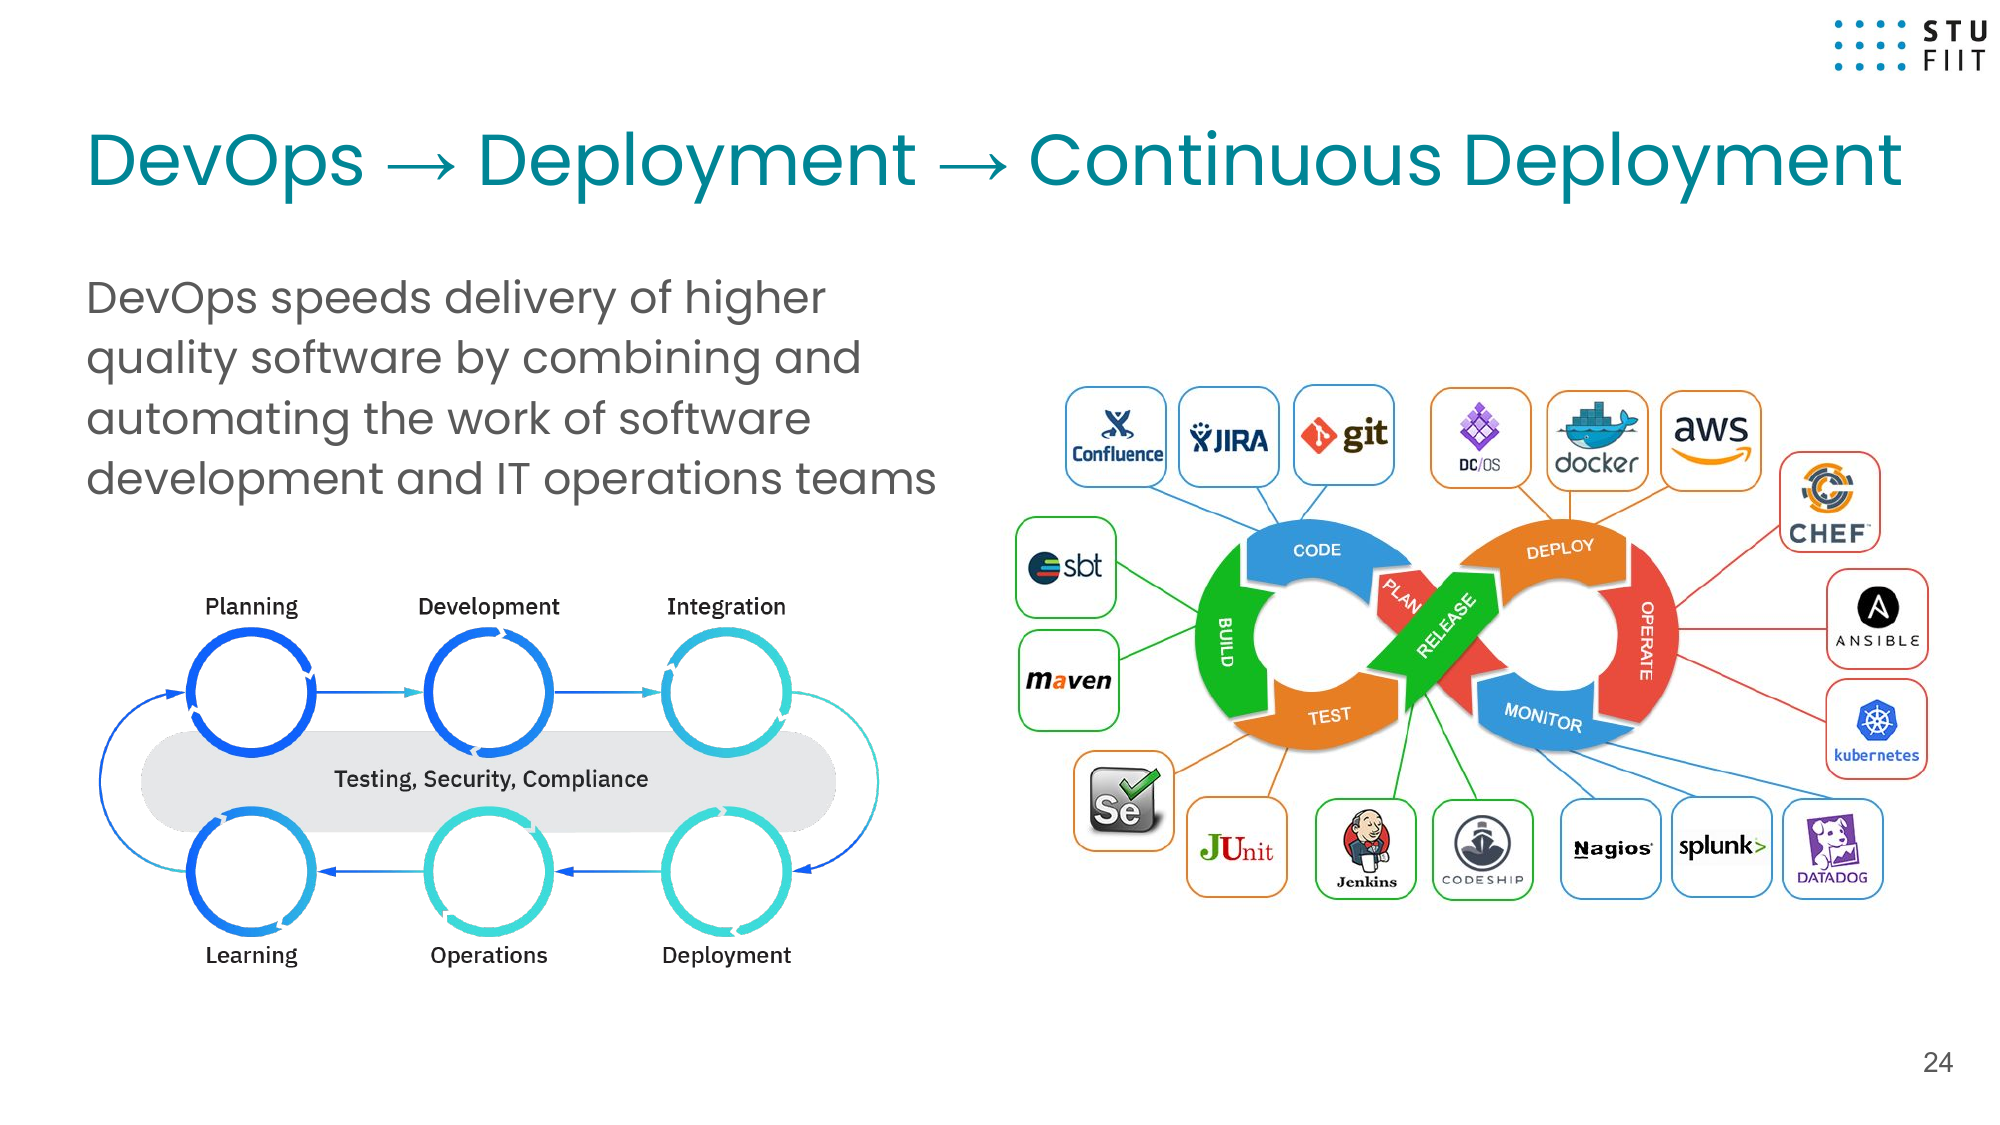 STU
FIIT
DevOps → Deployment → Continuous Deployment
DevOps speeds delivery of higher
quality software by combining and
automating the work of software
development and IT operations teams
Planning
Development
Integration
Testing, Security, Compliance
Learning
Operations
Deployment
Confluence
JIRA
git
DC/OS
docker
aws
CHEF
sbt
maven
ANSIBLE
kubernetes
CODE
DEPLOY
PLAN
RELEASE
BUILD
OPERATE
TEST
MONITOR
Se
JUnit
Jenkins
CODESHIP
Nagios
splunk>
DATADOG
24